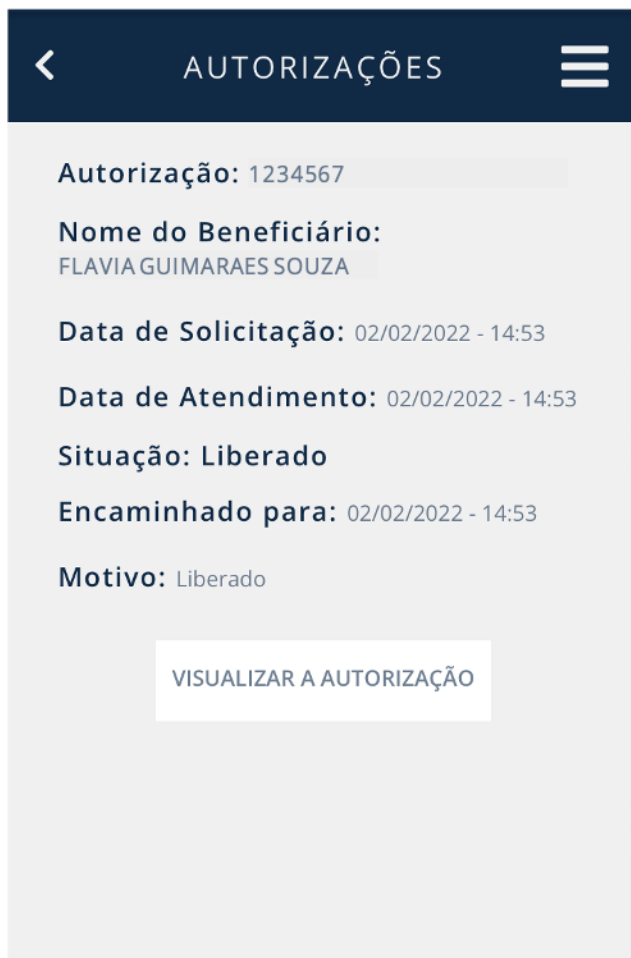 AUTORIZAÇÕES
Autorização: 1234567
Nome do Beneficiário:
FLAVIA GUIMARAES SOUZA
Data de Solicitação: 02/02/2022 - 14:53
Data de Atendimento: 02/02/2022 - 14:53
Situação: Liberado
Encaminhado para: 02/02/2022 - 14:53
Motivo: Liberado
VISUALIZAR A AUTORIZAÇÃO